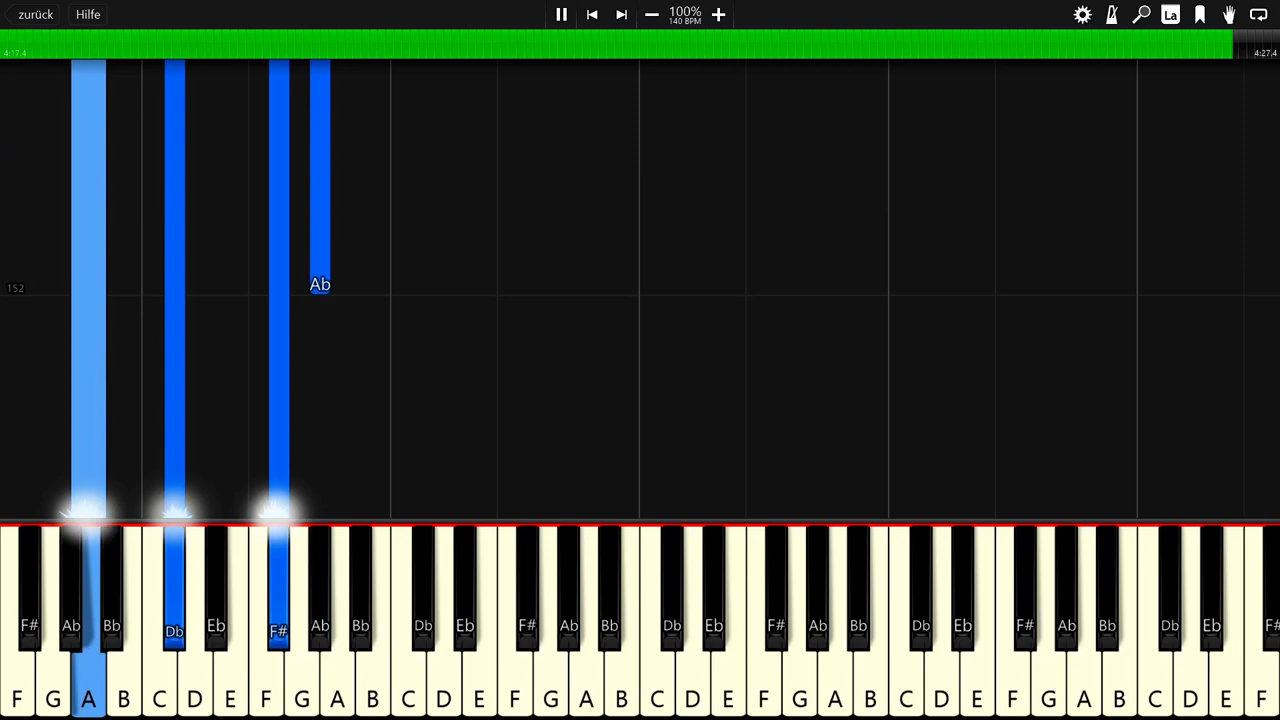 zurück Hilfe 100% La
140 BPM
4:17,4 4:27,4
Ab
152
F# Ab Bb Db Eb F# Ab Bb Db Eb F# Ab Bb Db Eb F# Ab Bb Db Eb F# Ab Bb Db Eb F#
F G A B C D E F G A B C D E F G A B C D E F G A B C D E F G A B C D E F